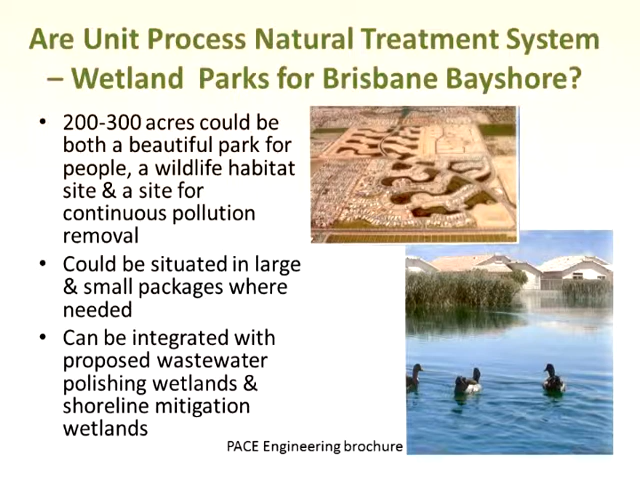 Are Unit Process Natural Treatment System
– Wetland Parks for Brisbane Bayshore?
• 200-300 acres could be
both a beautiful park for
people, a wildlife habitat
site & a site for
continuous pollution
removal
• Could be situated in large
& small packages where
needed
• Can be integrated with
proposed wastewater
polishing wetlands &
shoreline mitigation
wetlands
PACE Engineering brochure